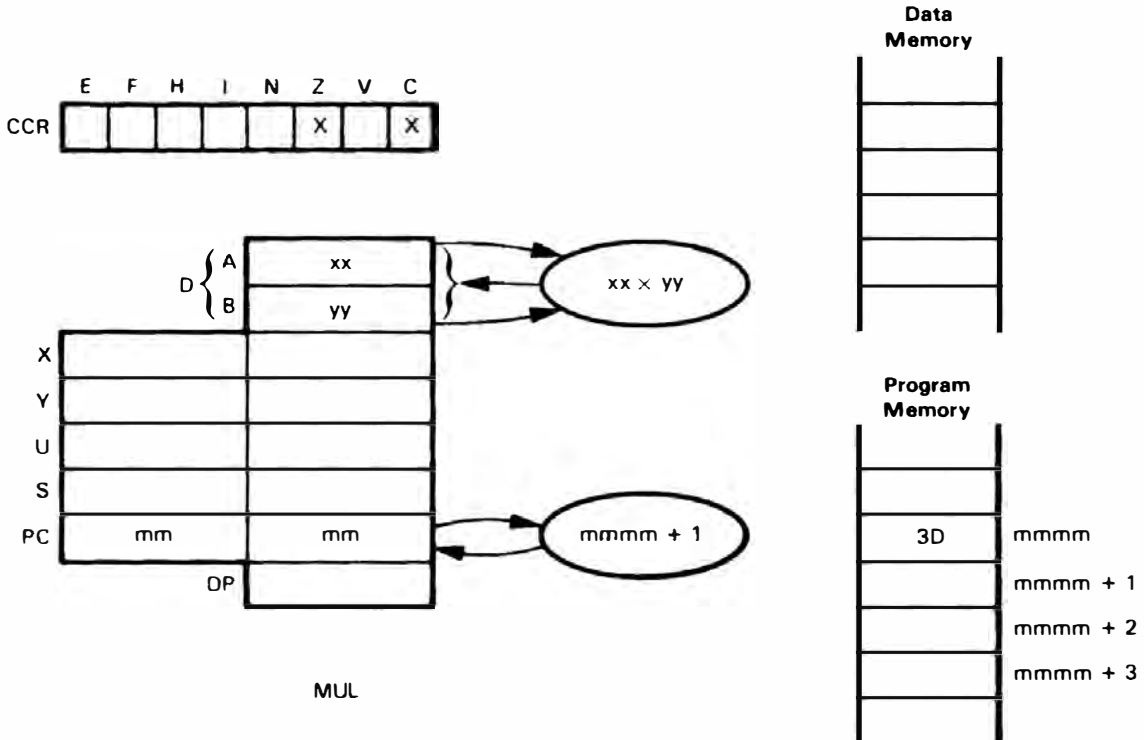 Data
Memory
E F H I N Z V C
CCR X X
D { A xx
B yy
xx × yy
X
Y
U
S
PC mm mm
mmmm + 1
DP
MUL
Program
Memory
3D mmmm
mmmm + 1
mmmm + 2
mmmm + 3